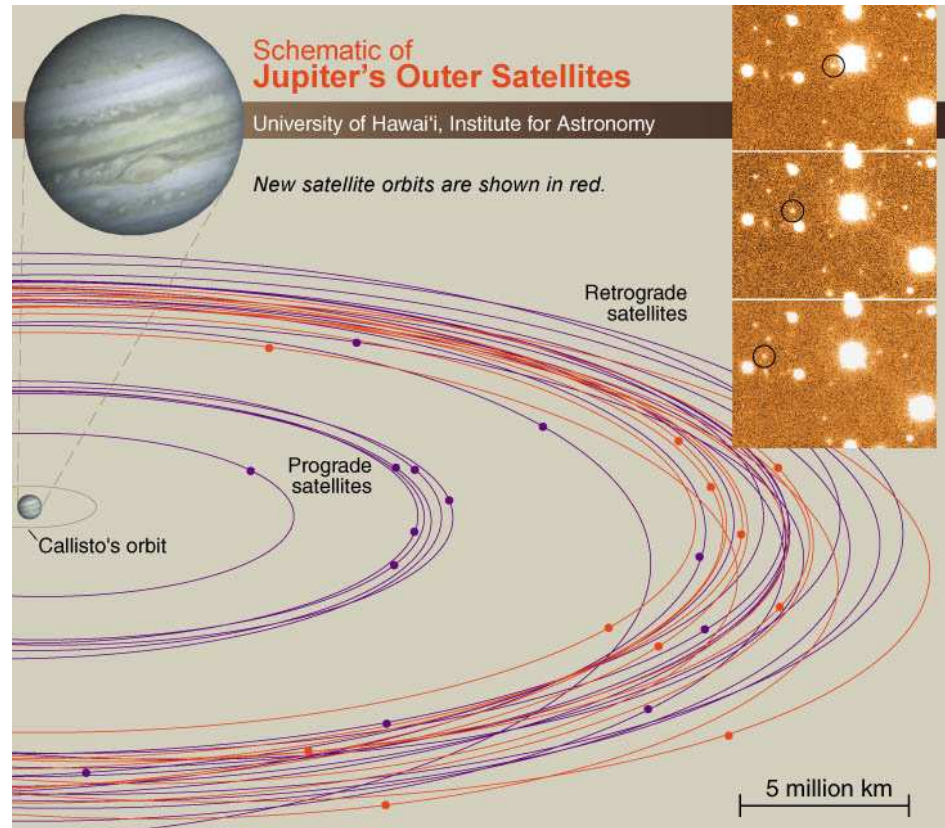 Schematic of
Jupiter's Outer Satellites
University of Hawai'i, Institute for Astronomy
New satellite orbits are shown in red.
Retrograde
satellites
Prograde
satellites
Callisto's orbit
5 million km